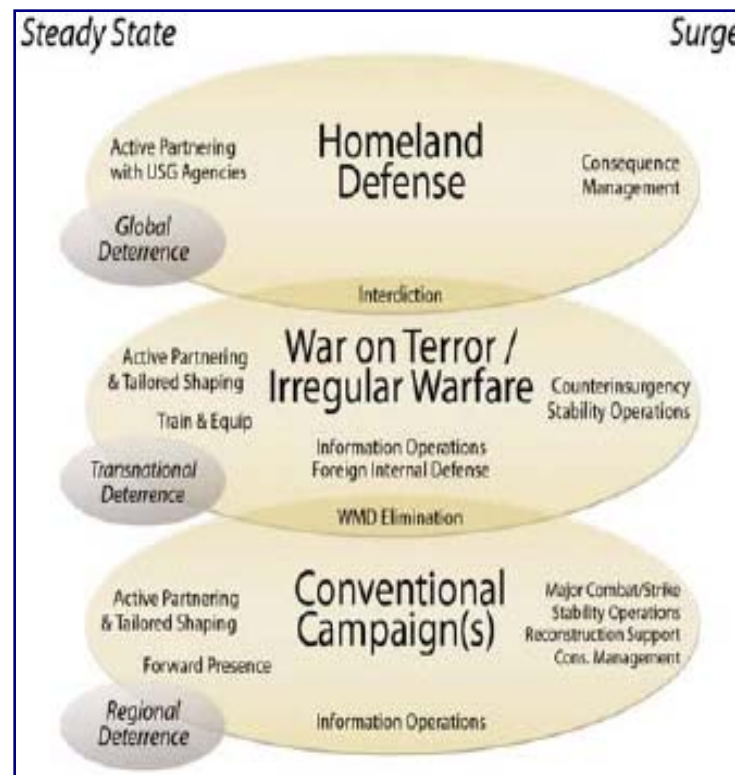 Steady State
Surge
Homeland
Defense
Active Partnering
with USG Agencies
Consequence
Management
Global
Deterrence
Interdiction
War on Terror /
Irregular Warfare
Active Partnering
& Tailored Shaping
Train & Equip
Counterinsurgency
Stability Operations
Information Operations
Foreign Internal Defense
Transnational
Deterrence
WMD Elimination
Conventional
Campaign(s)
Active Partnering
& Tailored Shaping
Forward Presence
Major Combat/Strike
Stability Operations
Reconstruction Support
Cons. Management
Regional
Deterrence
Information Operations